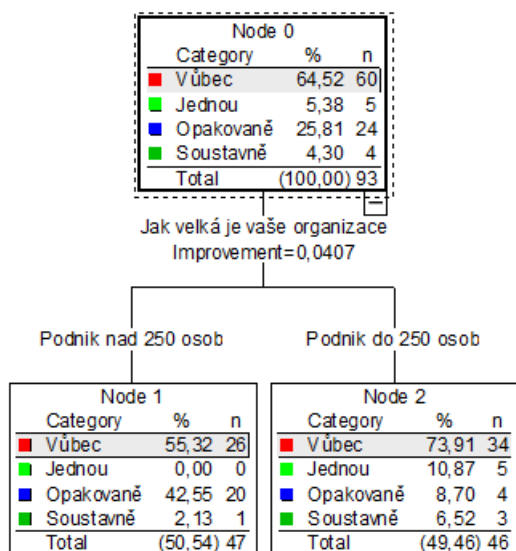 Node 0
Category % n
Vůbec 64,52 60
Jednou 5,38 5
Opakovaně 25,81 24
Soustavně 4,30 4
Total (100,00) 93
Jak velká je vaše organizace
Improvement=0,0407
Podnik nad 250 osob
Podnik do 250 osob
Node 1
Category % n
Vůbec 55,32 26
Jednou 0,00 0
Opakovaně 42,55 20
Soustavně 2,13 1
Total (50,54) 47
Node 2
Category % n
Vůbec 73,91 34
Jednou 10,87 5
Opakovaně 8,70 4
Soustavně 6,52 3
Total (49,46) 46